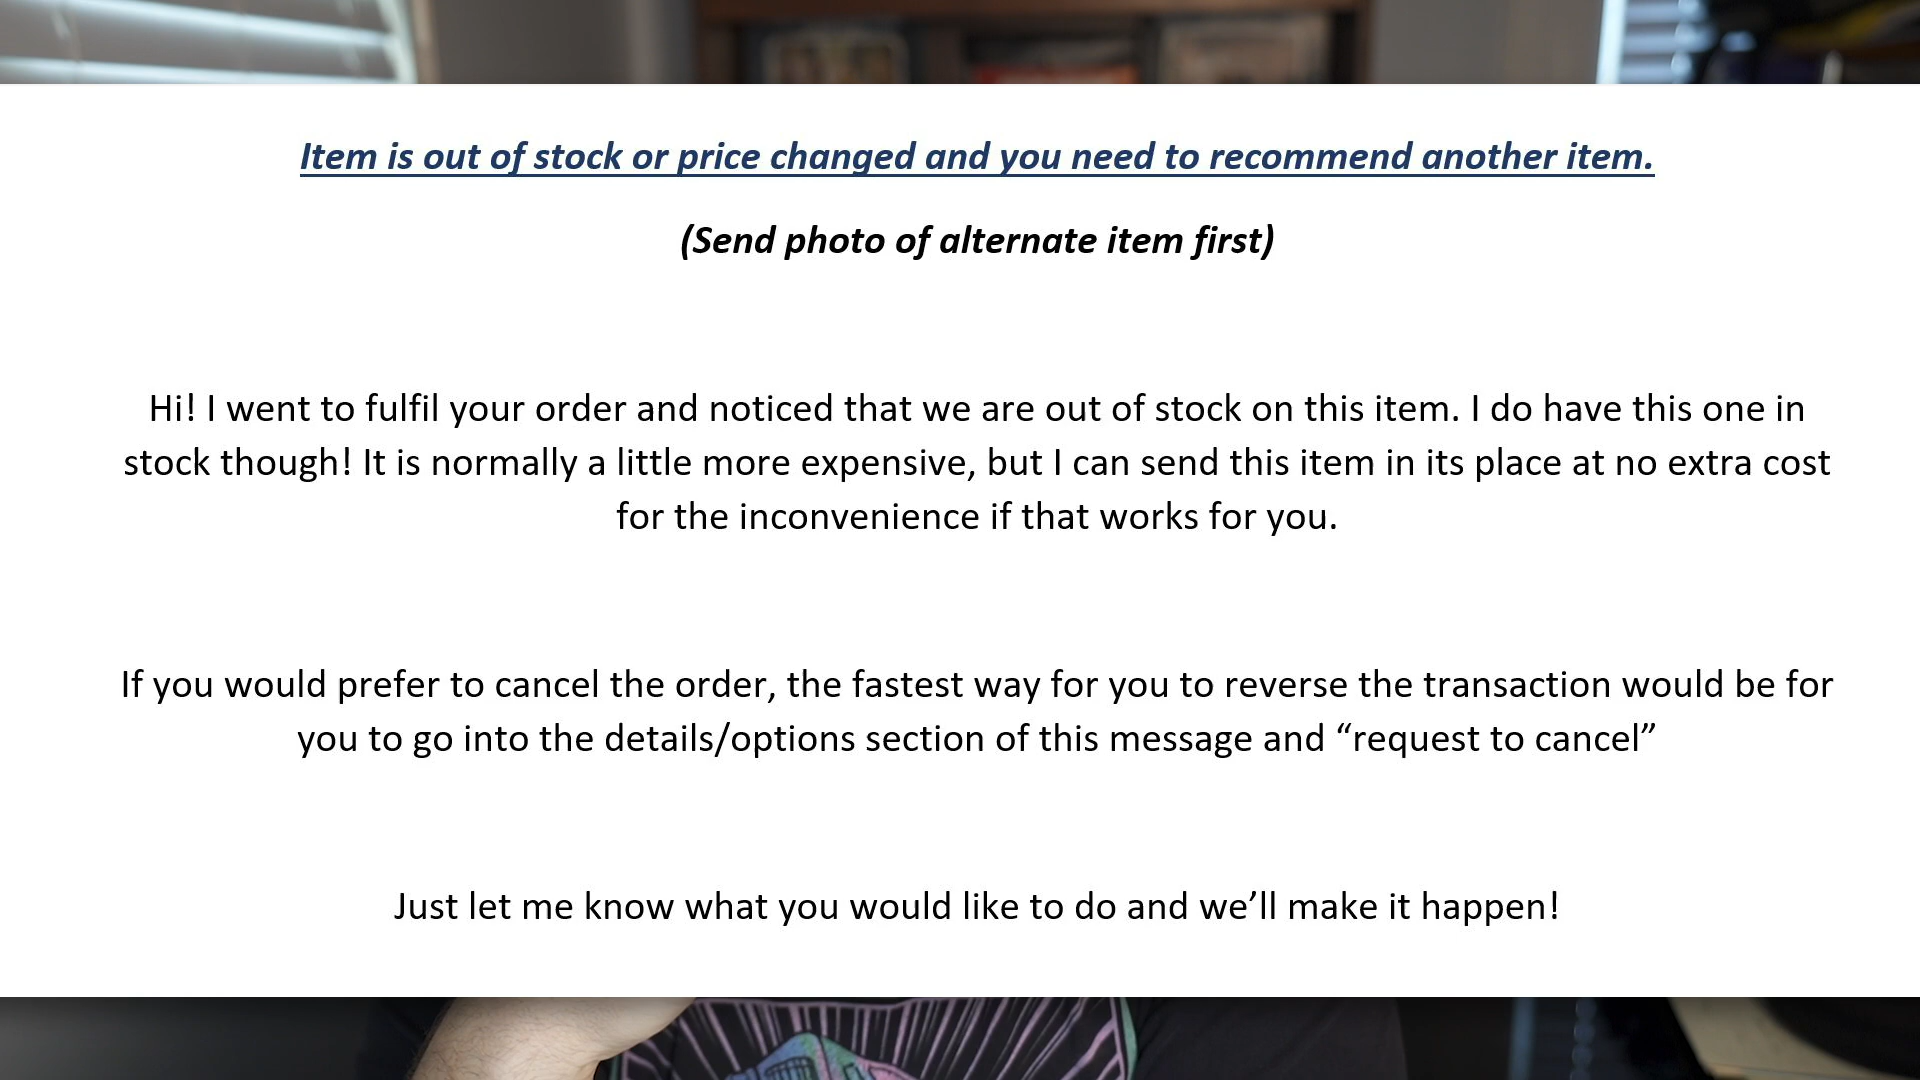 Item is out of stock or price changed and you need to recommend another item.
(Send photo of alternate item first)
Hi! I went to fulfil your order and noticed that we are out of stock on this item. I do have this one in
stock though! It is normally a little more expensive, but I can send this item in its place at no extra cost
for the inconvenience if that works for you.
If you would prefer to cancel the order, the fastest way for you to reverse the transaction would be for
you to go into the details/options section of this message and “request to cancel”
Just let me know what you would like to do and we’ll make it happen!